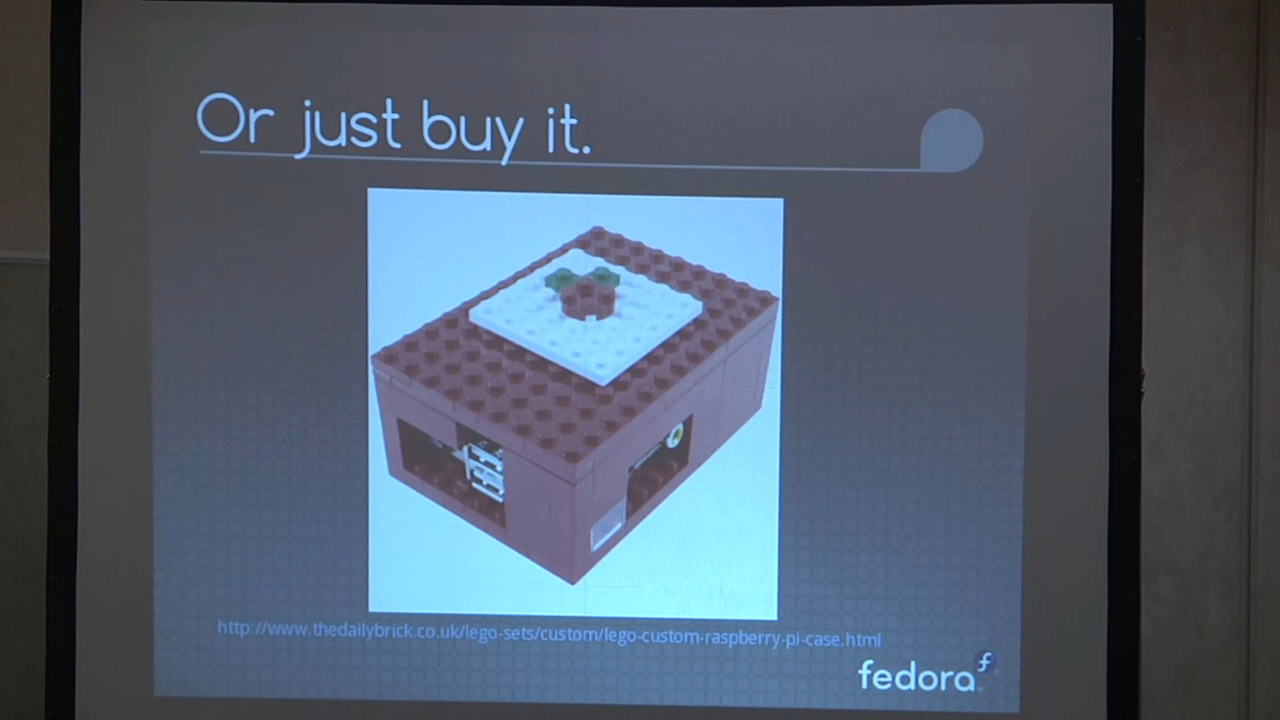 Or just buy it.
http://www.thedailybrick.co.uk/lego-sets/custom/lego-custom-raspberry-pi-case.html
fedora